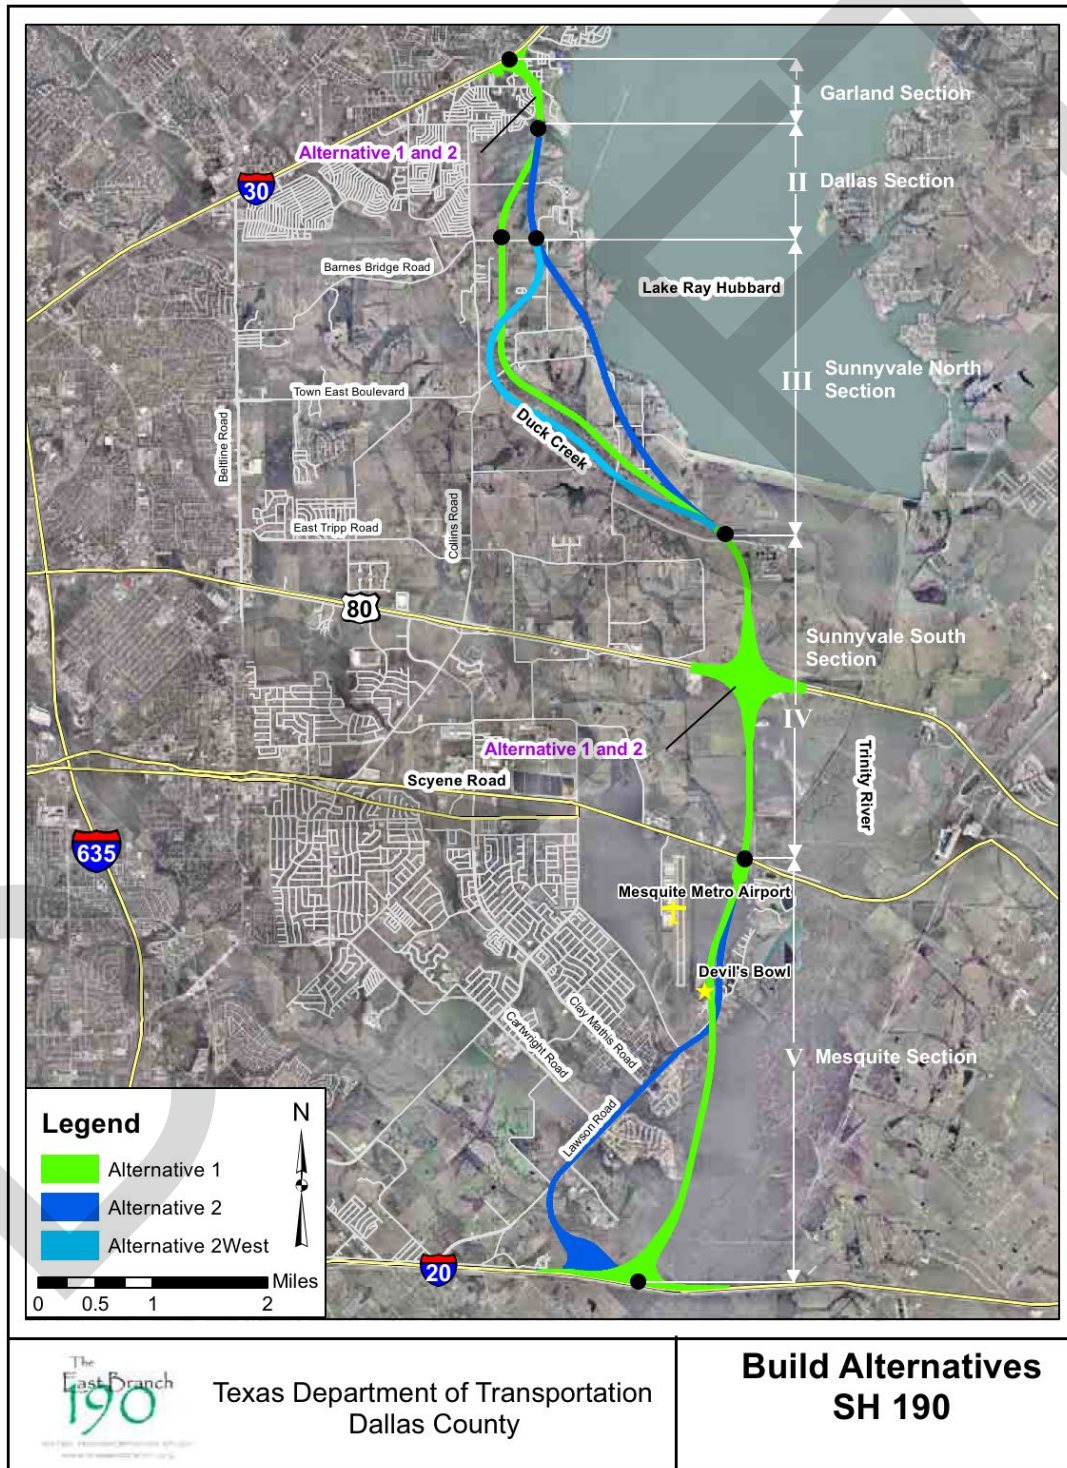 I Garland Section
Alternative 1 and 2
II Dallas Section
30
Barnes Bridge Road
Lake Ray Hubbard
III Sunnyvale North
Section
Town East Boulevard
Duck Creek
Beltline Road
East Tripp Road
Collins Road
80
Sunnyvale South
Section
IV
Alternative 1 and 2
Trinity River
Scyene Road
635
Mesquite Metro Airport
Devil's Bowl
Clay Mathis Road
Cartwright Road
V Mesquite Section
Lawson Road
20
Legend
N
Alternative 1
Alternative 2
Alternative 2West
Miles
0 0.5 1 2
The
East Branch
190
Texas Department of Transportation
Dallas County
Build Alternatives
SH 190